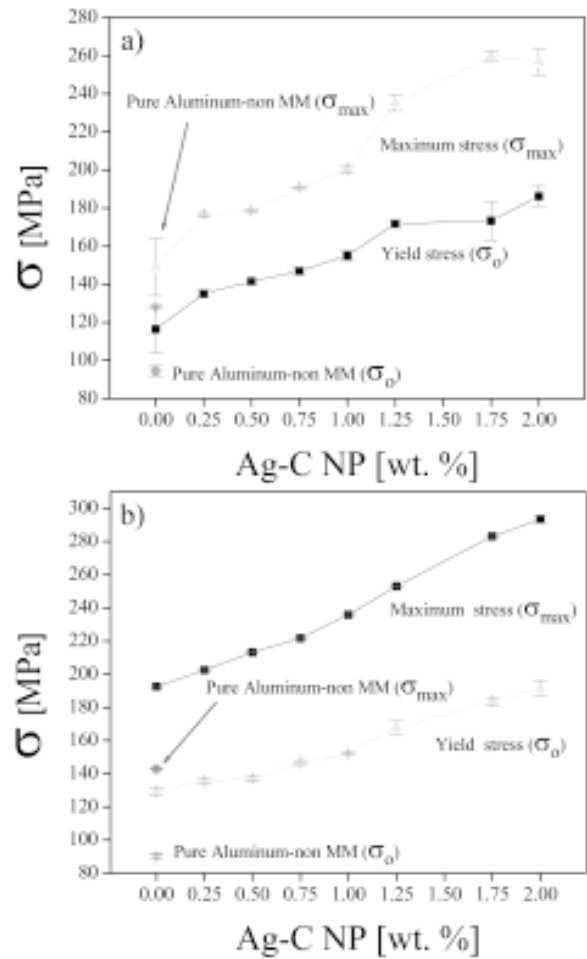 a)
280
260
240
220
200
180
160
140
120
100
80
σ [MPa]
Pure Aluminum-non MM (σmax)
Maximum stress (σmax)
Yield stress (σo)
Pure Aluminum-non MM (σo)
0.00 0.25 0.50 0.75 1.00 1.25 1.75 2.00
Ag-C NP [wt. %]
b)
300
280
260
240
220
200
180
160
140
120
100
80
σ [MPa]
Maximum stress (σmax)
Pure Aluminum-non MM (σmax)
Yield stress (σo)
Pure Aluminum-non MM (σo)
0.00 0.25 0.50 0.75 1.00 1.25 1.75 2.00
Ag-C NP [wt. %]